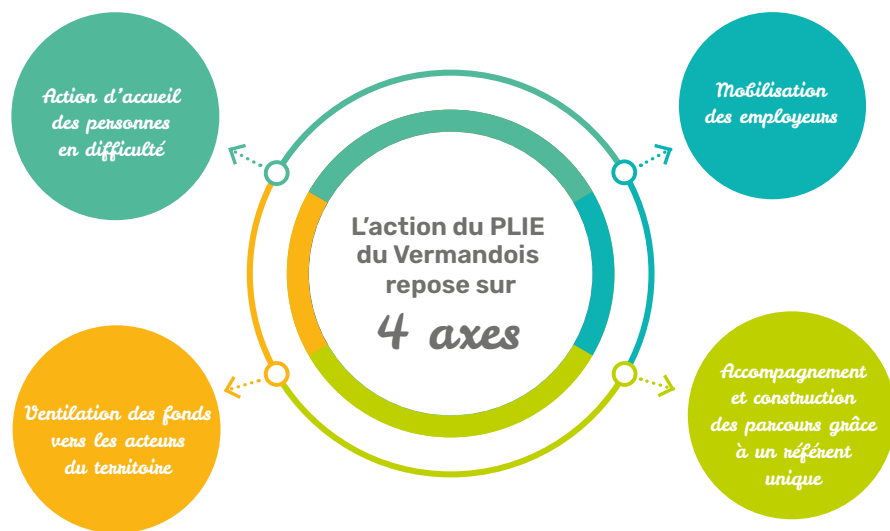 Action d'accueil
des personnes
en difficulté
Mobilisation
des employeurs
L'action du PLIE
du Vermandois
repose sur
4 axes
Ventilation des fonds
vers les acteurs
du territoire
Accompagnement
et construction
des parcours grâce
à un référent
unique